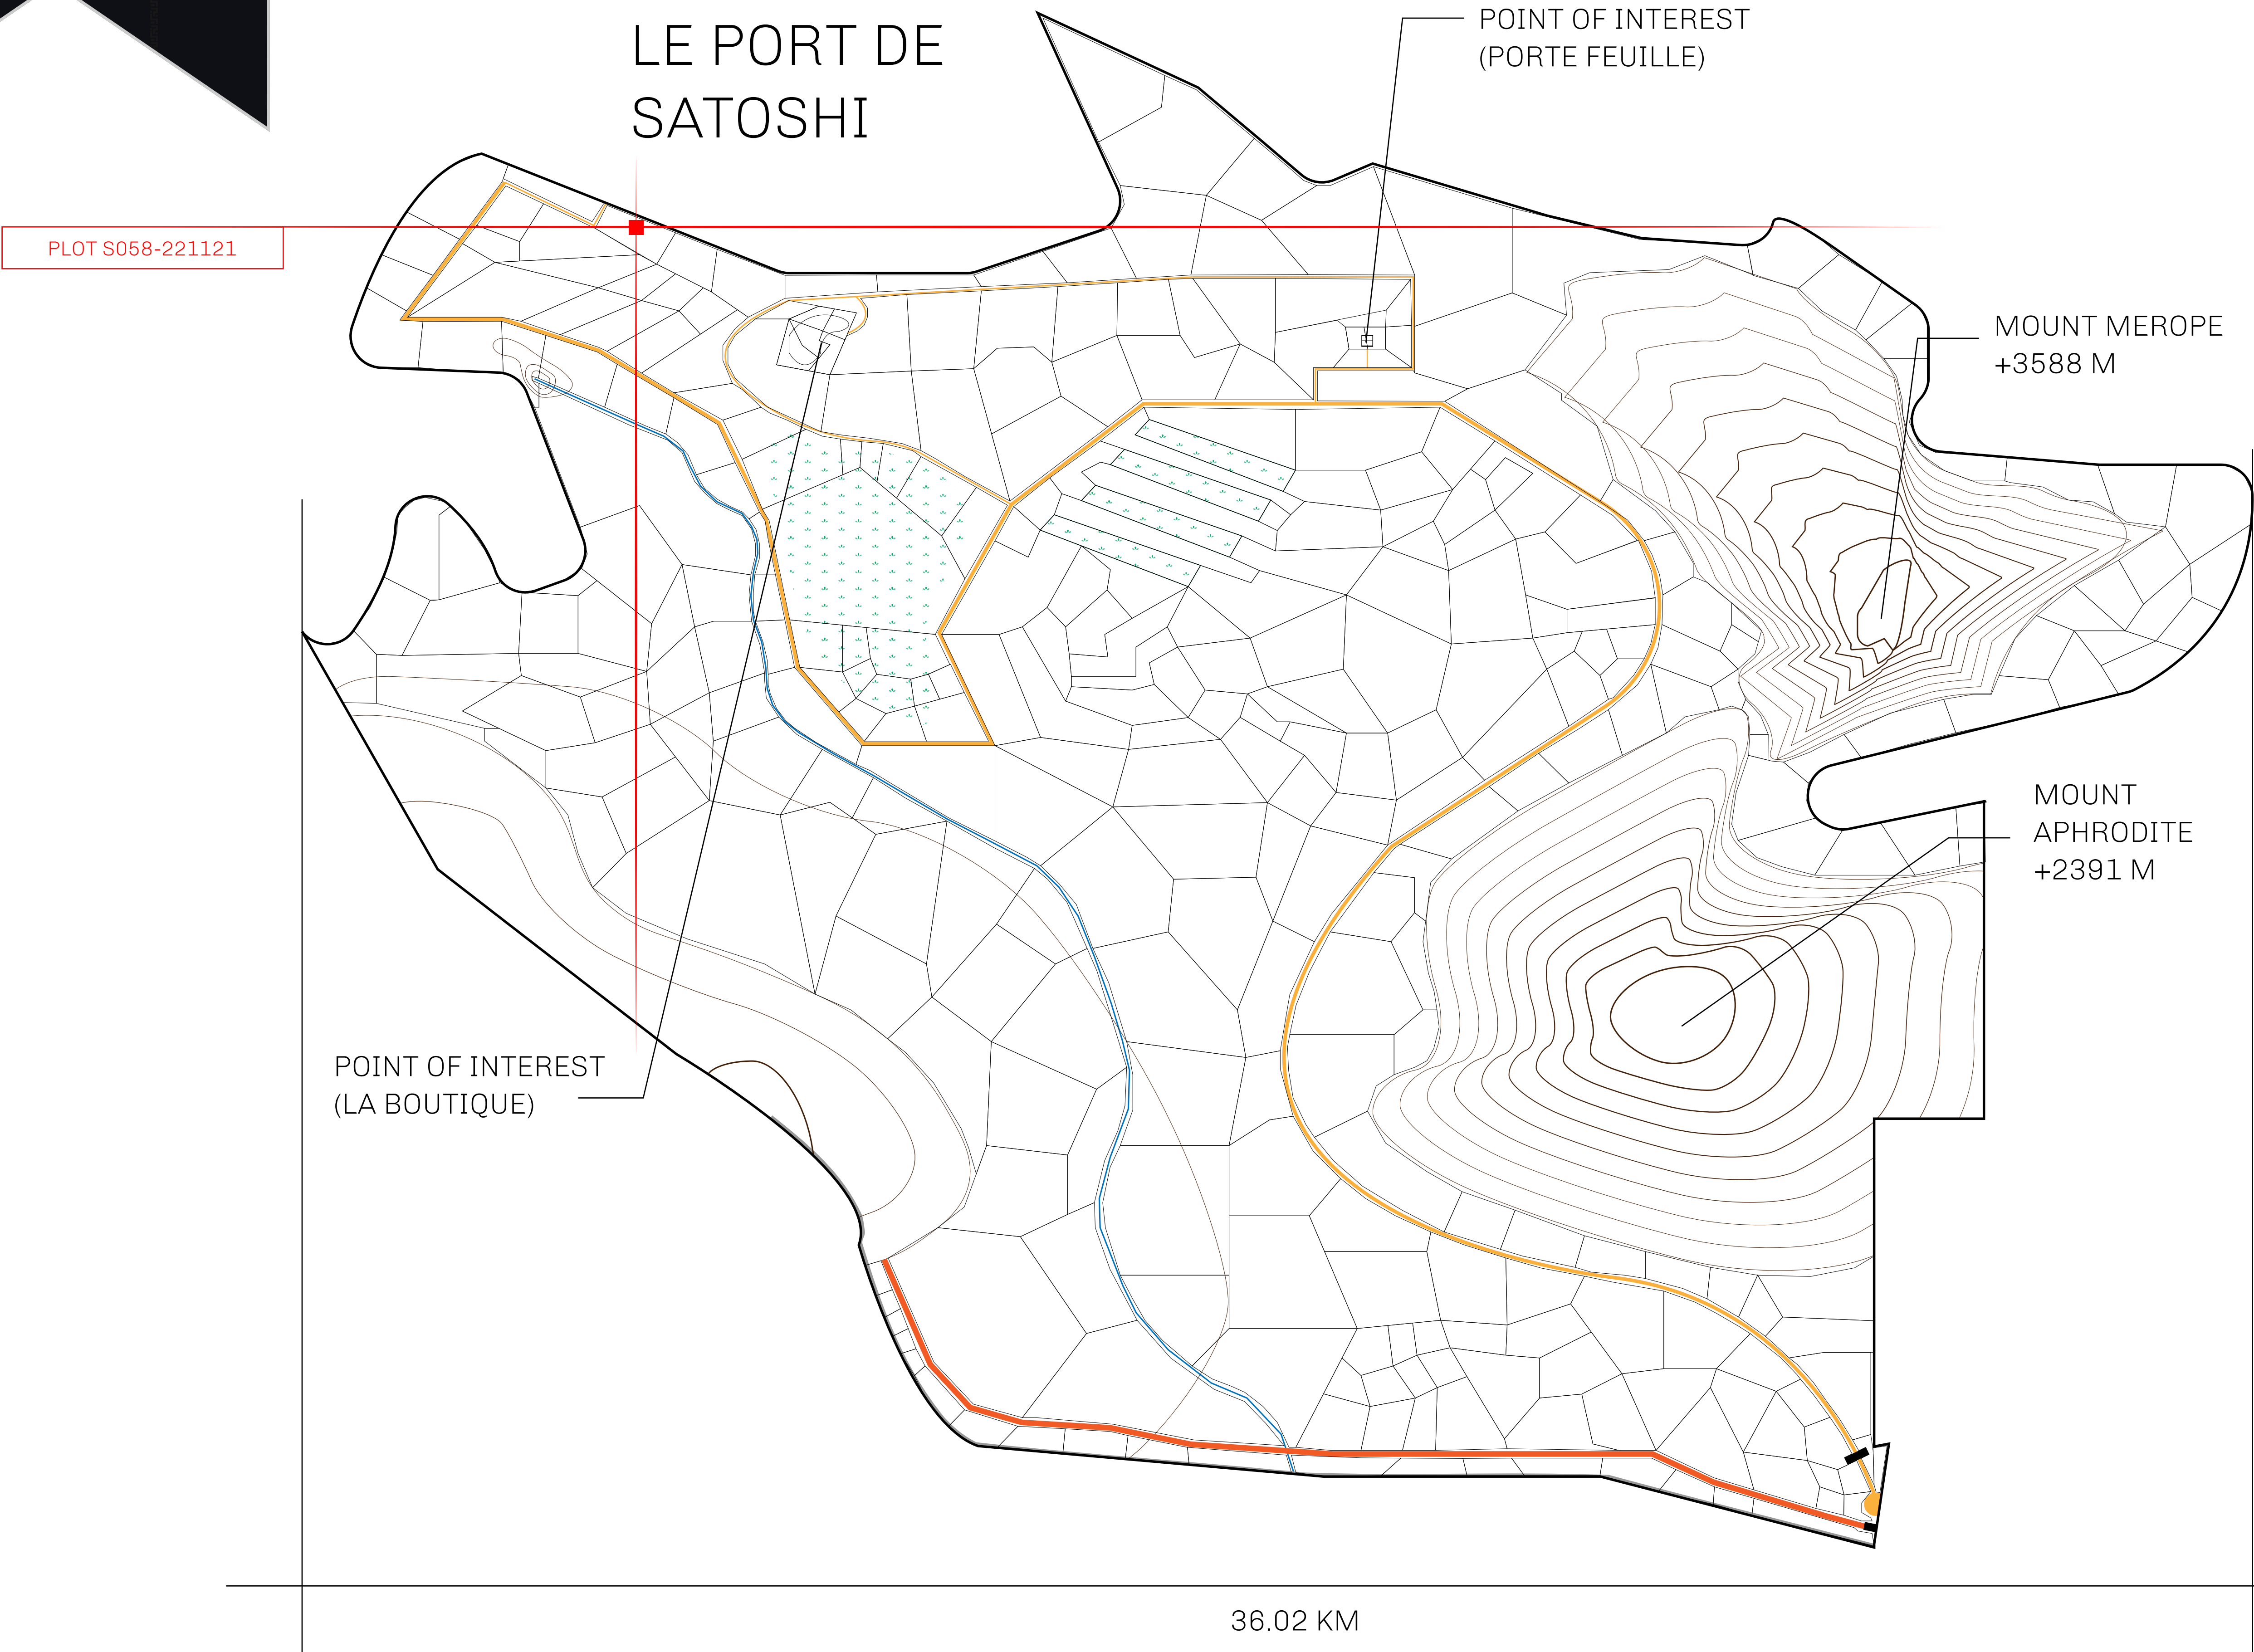 LE PORT DE
SATOSHI
POINT OF INTEREST
(PORTE FEUILLE)
PLOT S058-221121
MOUNT MEROPE
+3588 M
MOUNT
APHRODITE
+2391 M
POINT OF INTEREST
(LA BOUTIQUE)
36.02 KM